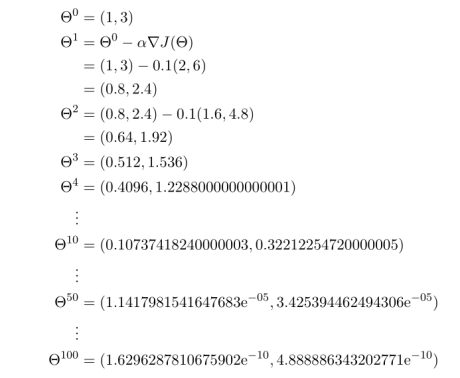 Θ⁰ = (1, 3)
Θ¹ = Θ⁰ − α∇J(Θ)
= (1, 3) − 0.1(2, 6)
= (0.8, 2.4)
Θ² = (0.8, 2.4) − 0.1(1.6, 4.8)
= (0.64, 1.92)
Θ³ = (0.512, 1.536)
Θ⁴ = (0.4096, 1.2288000000000001)
⋮
Θ¹⁰ = (0.10737418240000003, 0.32212254720000005)
⋮
Θ⁵⁰ = (1.1417981541647683e⁻⁰⁵, 3.425394462494306e⁻⁰⁵)
⋮
Θ¹⁰⁰ = (1.6296287810675902e⁻¹⁰, 4.888886343202771e⁻¹⁰)